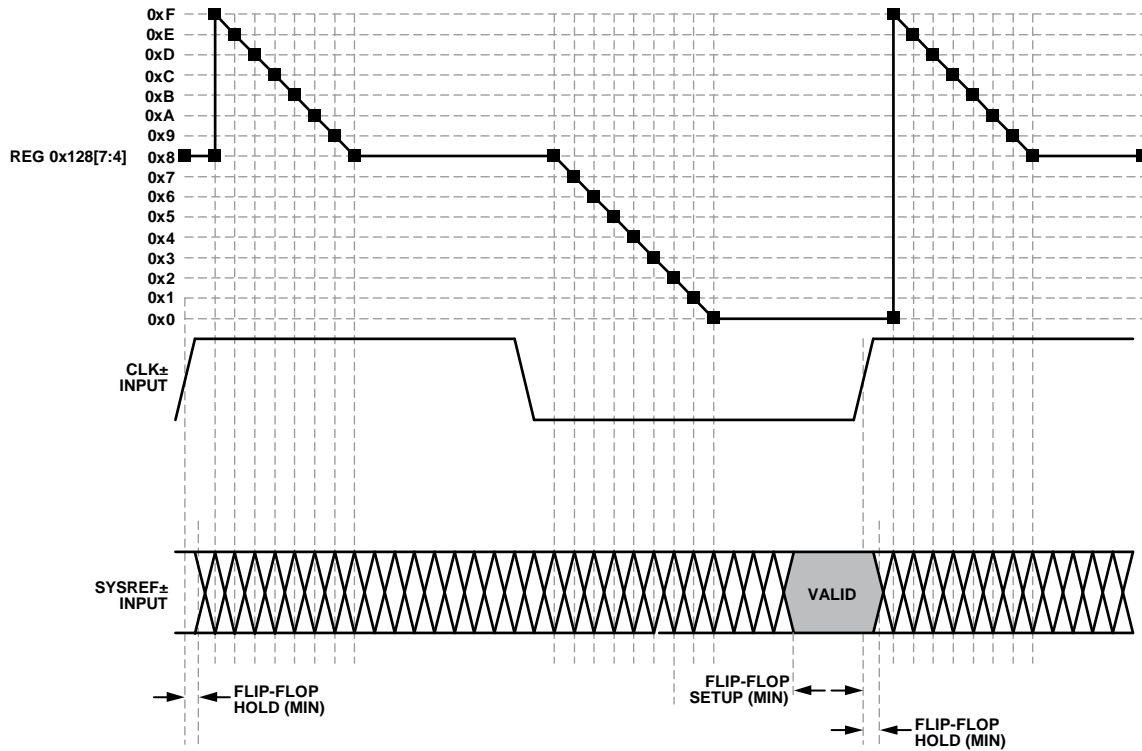 0xF
0xE
0xD
0xC
0xB
0xA
0x9
REG 0x128[7:4] 0x8
0x7
0x6
0x5
0x4
0x3
0x2
0x1
0x0
CLK±
INPUT
SYSREF±
INPUT
VALID
FLIP-FLOP
HOLD (MIN)
FLIP-FLOP
SETUP (MIN)
FLIP-FLOP
HOLD (MIN)